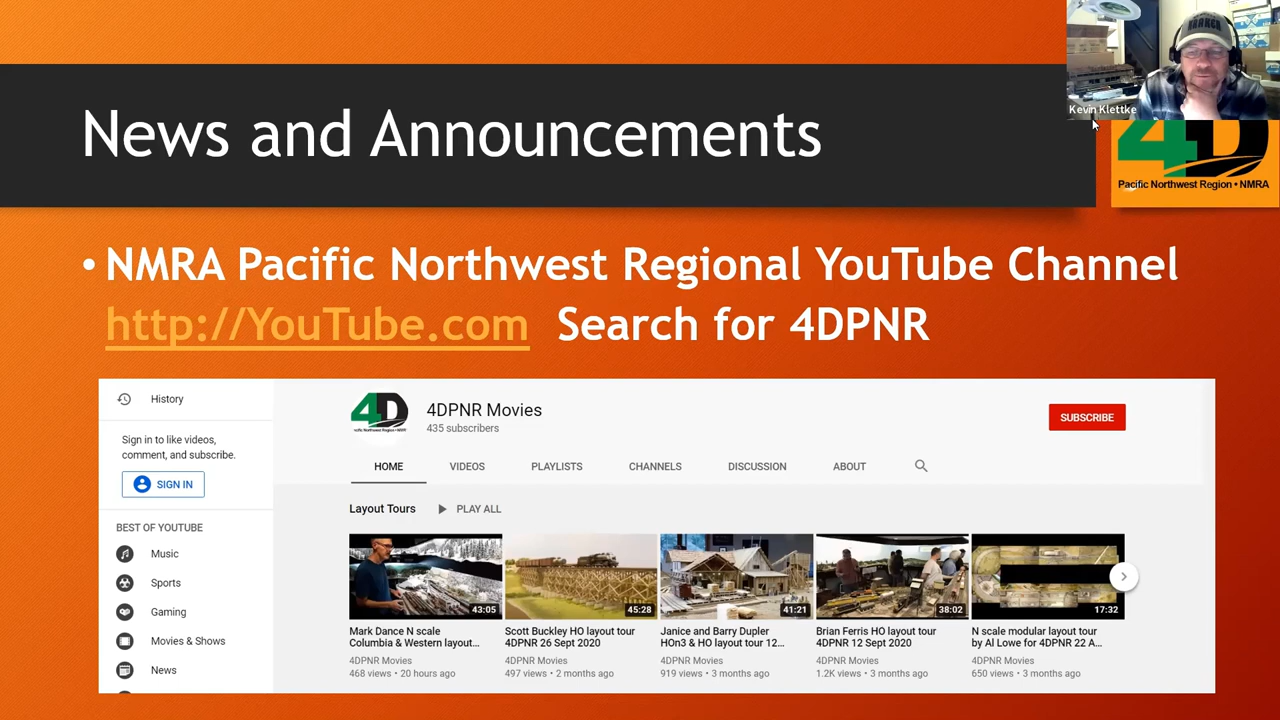 KRAKEN
Kevin Klettke
News and Announcements
4D
Pacific Northwest Region • NMRA
• NMRA Pacific Northwest Regional YouTube Channel
http://YouTube.com Search for 4DPNR
History
Sign in to like videos,
comment, and subscribe.
SIGN IN
BEST OF YOUTUBE
Music
Sports
Gaming
Movies & Shows
News
4D
4DPNR Movies
435 subscribers
SUBSCRIBE
HOME VIDEOS PLAYLISTS CHANNELS DISCUSSION ABOUT
Layout Tours PLAY ALL
43:05 45:28 41:21 38:02 17:32
Mark Dance N scale
Columbia & Western layout...
4DPNR Movies
468 views • 20 hours ago
Scott Buckley HO layout tour
4DPNR 26 Sept 2020
4DPNR Movies
497 views • 2 months ago
Janice and Barry Dupler
HOn3 & HO layout tour 12...
4DPNR Movies
919 views • 3 months ago
Brian Ferris HO layout tour
4DPNR 12 Sept 2020
4DPNR Movies
1.2K views • 3 months ago
N scale modular layout tour
by Al Lowe for 4DPNR 22 A...
4DPNR Movies
650 views • 3 months ago